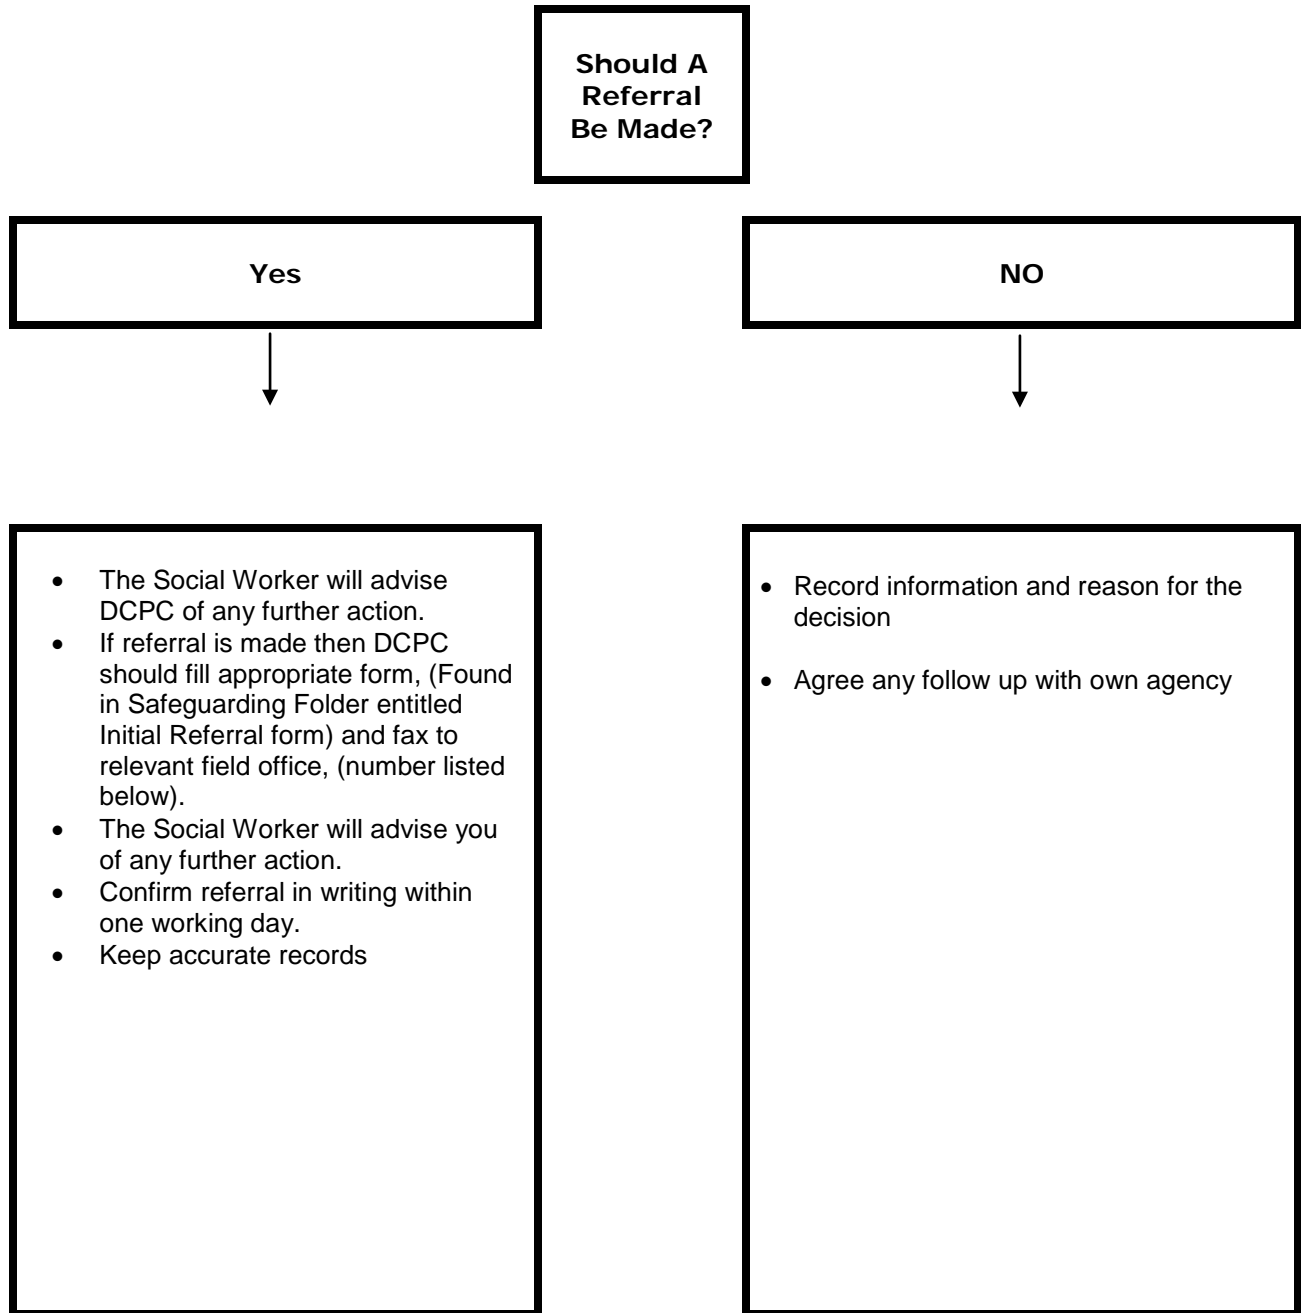 Should A
Referral
Be Made?
Yes
NO
• The Social Worker will advise
DCPC of any further action.
• If referral is made then DCPC
should fill appropriate form, (Found
in Safeguarding Folder entitled
Initial Referral form) and fax to
relevant field office, (number listed
below).
• The Social Worker will advise you
of any further action.
• Confirm referral in writing within
one working day.
• Keep accurate records
• Record information and reason for the
decision
• Agree any follow up with own agency